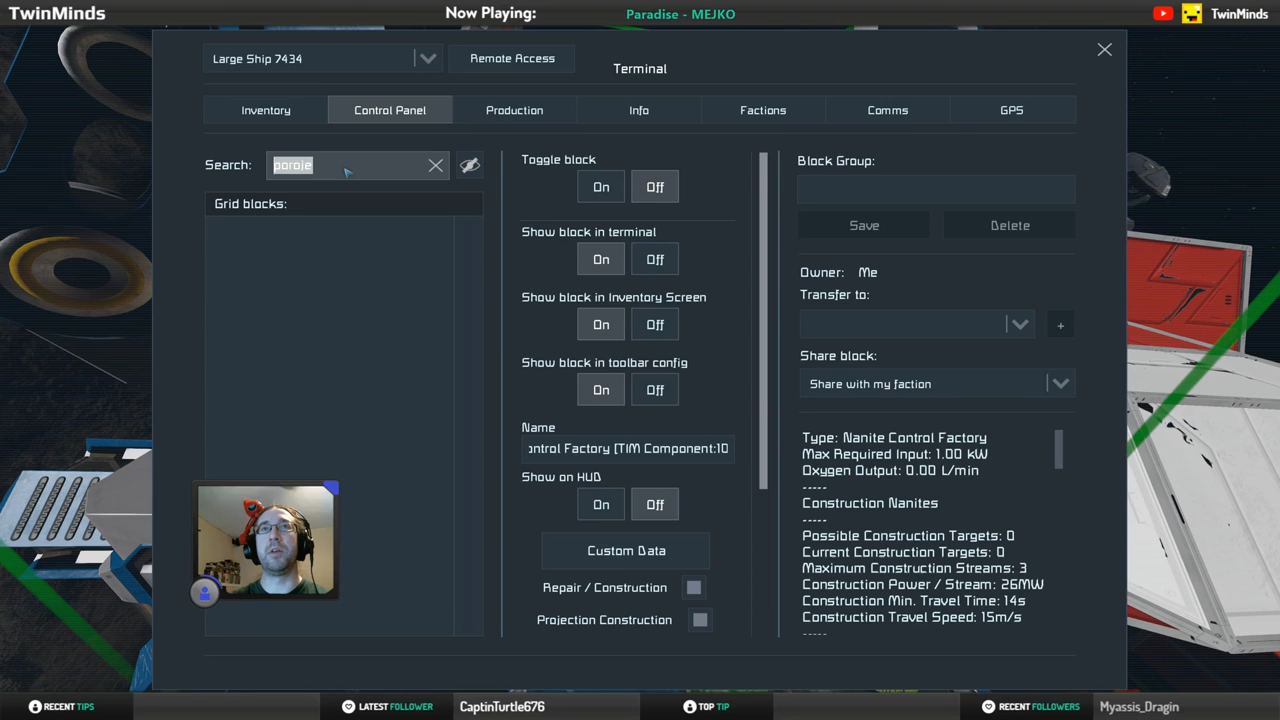 TwinMinds
Now Playing:
Paradise - MEJKO
TwinMinds
Large Ship 7434
Remote Access
Terminal
Inventory
Control Panel
Production
Info
Factions
Comms
GPS
Search:
poroje
Grid blocks:
Toggle block
On
Off
Show block in terminal
On
Off
Show block in Inventory Screen
On
Off
Show block in toolbar config
On
Off
Name
ontrol Factory [TIM Component:10
Show on HUD
On
Off
Custom Data
Repair / Construction
Projection Construction
Block Group:
Save
Delete
Owner: Me
Transfer to:
+
Share block:
Share with my faction
Type: Nanite Control Factory
Max Required Input: 1.00 kW
Oxygen Output: 0.00 L/min
-----
Construction Nanites
-----
Possible Construction Targets: 0
Current Construction Targets: 0
Maximum Construction Streams: 3
Construction Power / Stream: 26MW
Construction Min. Travel Time: 14s
Construction Travel Speed: 15m/s
-----
RECENT TIPS
LATEST FOLLOWER
CaptinTurtle676
TOP TIP
RECENT FOLLOWERS
Myassis_Dragin